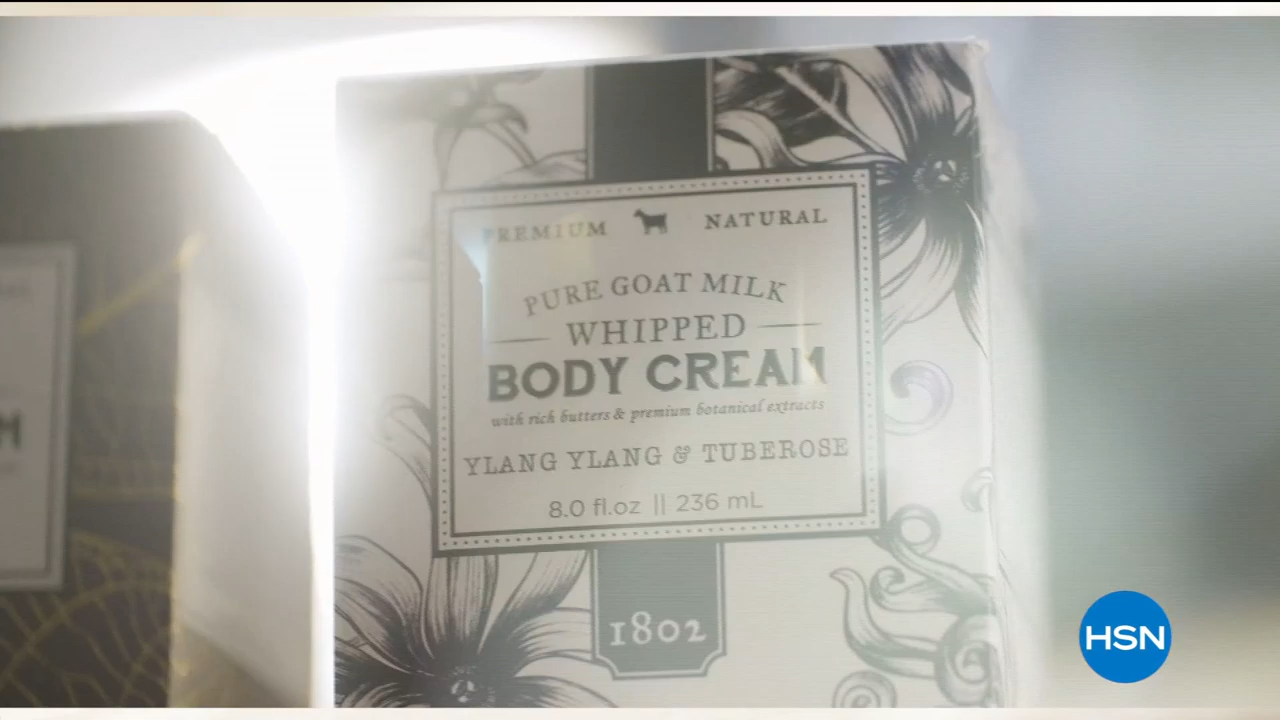 PREMIUM NATURAL
PURE GOAT MILK
WHIPPED
BODY CREAM
with rich butters & premium botanical extracts
YLANG YLANG & TUBEROSE
8.0 fl.oz || 236 mL
1802
HSN